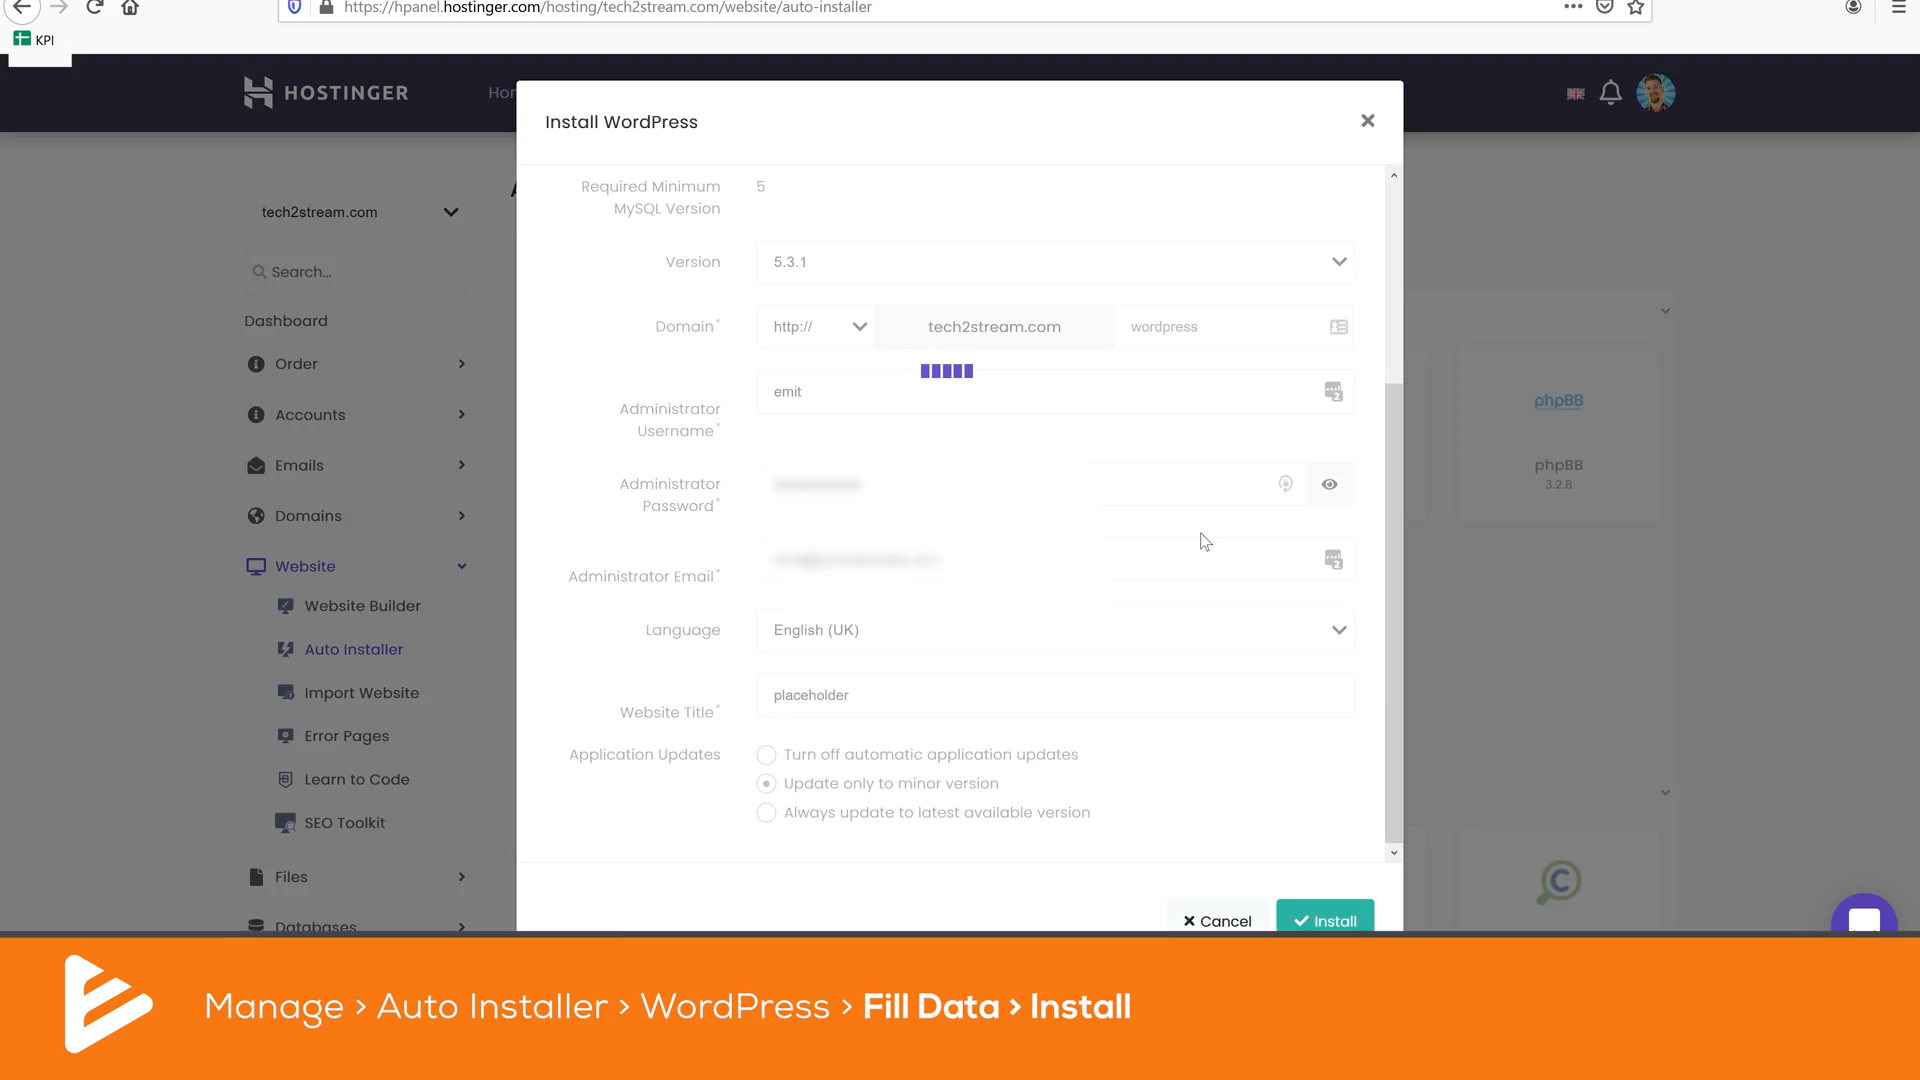 https://hpanel.hostinger.com/hosting/tech2stream.com/website/auto-installer
KPI
HOSTINGER
Hor
Install WordPress
tech2stream.com
Search...
Dashboard
Order
Accounts
Emails
Domains
Website
Website Builder
Auto Installer
Import Website
Error Pages
Learn to Code
SEO Toolkit
Files
Databases
Required Minimum
MySQL Version
5
Version
5.3.1
Domain*
http://
tech2stream.com
wordpress
Administrator
Username*
emit
Administrator
Password*
Administrator Email*
Language
English (UK)
Website Title*
placeholder
Application Updates
Turn off automatic application updates
Update only to minor version
Always update to latest available version
Cancel
Install
phpBB
phpBB
3.2.8
Manage > Auto Installer > WordPress > Fill Data > Install